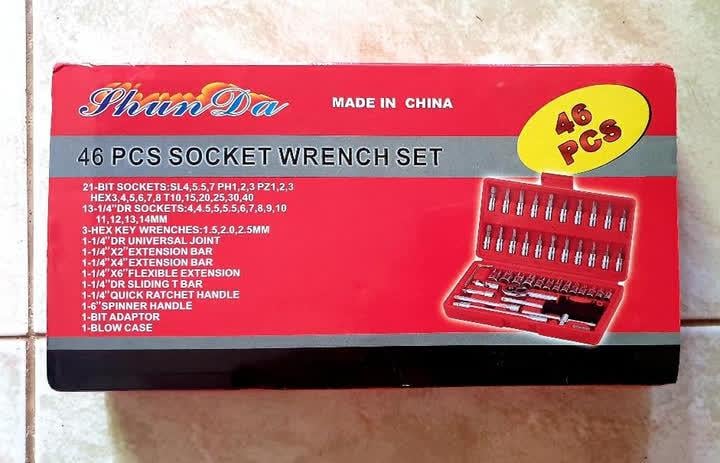 ShunDa
MADE IN CHINA
46
PCS
46 PCS SOCKET WRENCH SET
21-BIT SOCKETS:SL4,5.5,7 PH1,2,3 PZ1,2,3
HEX3,4,5,6,7,8 T10,15,20,25,30,40
13-1/4"DR SOCKETS:4,4.5,5,5.5,6,7,8,9,10
11,12,13,14MM
3-HEX KEY WRENCHES:1.5,2.0,2.5MM
1-1/4"DR UNIVERSAL JOINT
1-1/4"X2"EXTENSION BAR
1-1/4"X4"EXTENSION BAR
1-1/4"X6"FLEXIBLE EXTENSION
1-1/4"DR SLIDING T BAR
1-1/4"QUICK RATCHET HANDLE
1-6"SPINNER HANDLE
1-BIT ADAPTOR
1-BLOW CASE